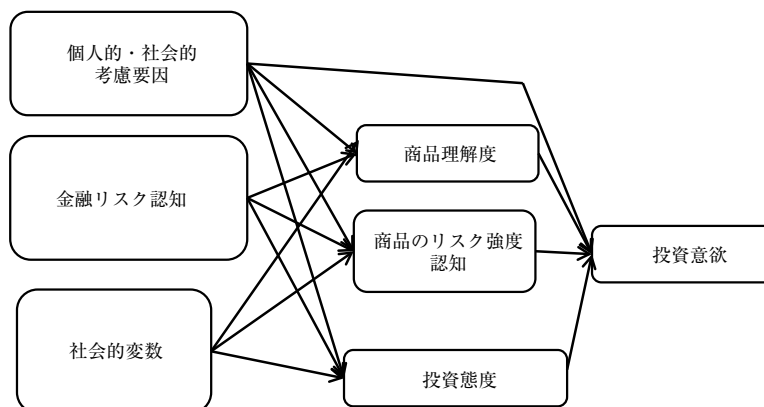 個人的・社会的
考慮要因
商品理解度
金融リスク認知
商品のリスク強度
認知
投資意欲
社会的変数
投資態度